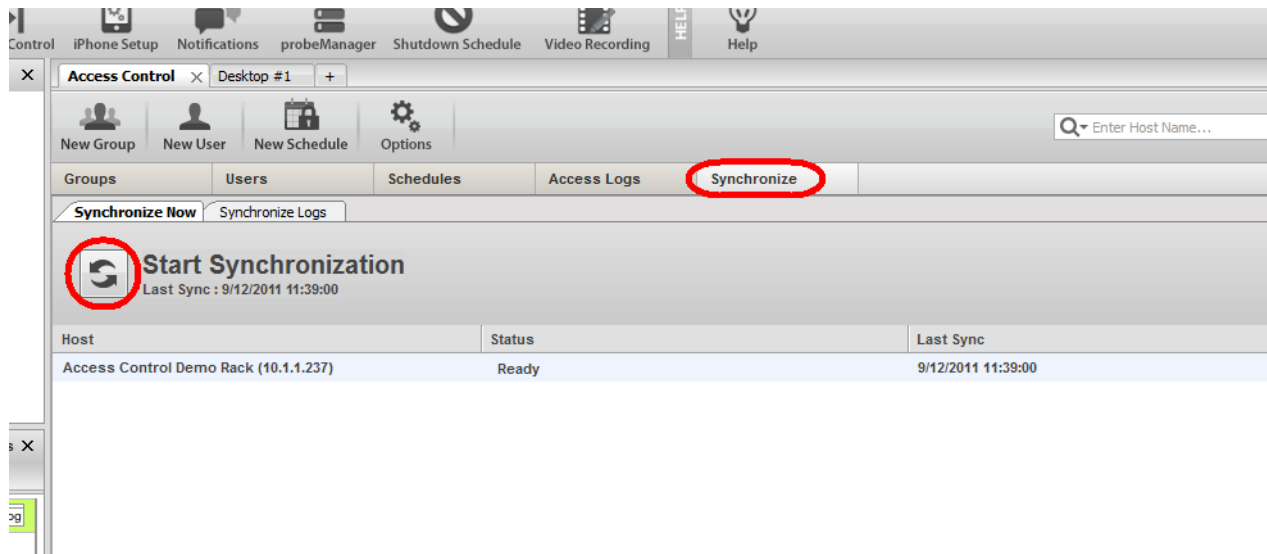 Control iPhone Setup Notifications probeManager Shutdown Schedule Video Recording HELP Help
Access Control Desktop #1 +
New Group New User New Schedule Options
Enter Host Name...
Groups Users Schedules Access Logs Synchronize
Synchronize Now Synchronize Logs
Start Synchronization
Last Sync : 9/12/2011 11:39:00
Host Status Last Sync
Access Control Demo Rack (10.1.1.237) Ready 9/12/2011 11:39:00